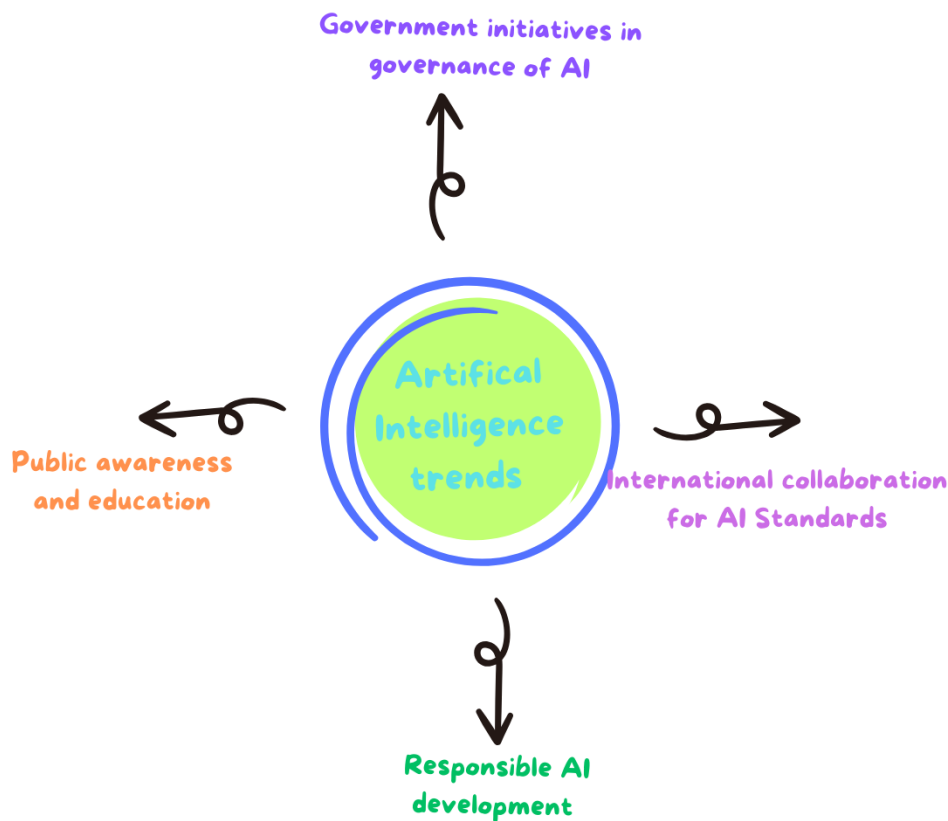 Government initiatives in
governance of AI
Artifical
Intelligence
trends
Public awareness
and education
International collaboration
for AI Standards
Responsible AI
development